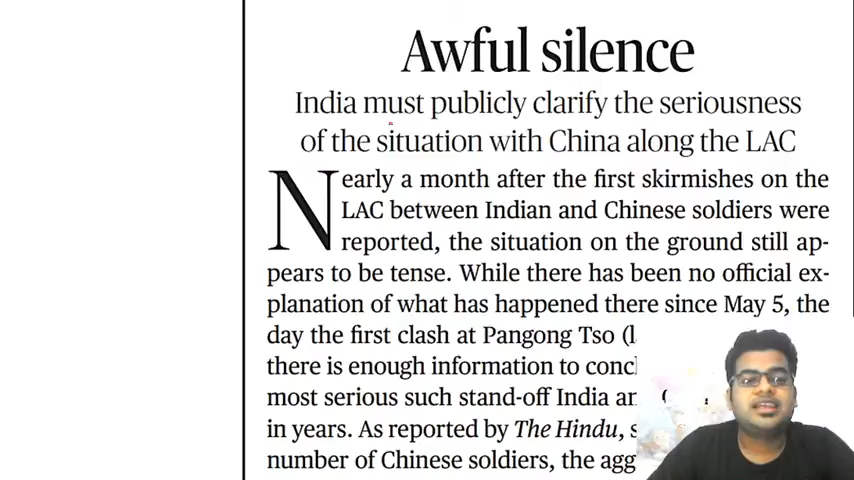 Awful silence
India must publicly clarify the seriousness
of the situation with China along the LAC
Nearly a month after the first skirmishes on the
LAC between Indian and Chinese soldiers were
reported, the situation on the ground still ap-
pears to be tense. While there has been no official ex-
planation of what has happened there since May 5, the
day the first clash at Pangong Tso
there is enough information to
most serious such stand-off India
in years. As reported by The Hindu,
number of Chinese soldiers, the